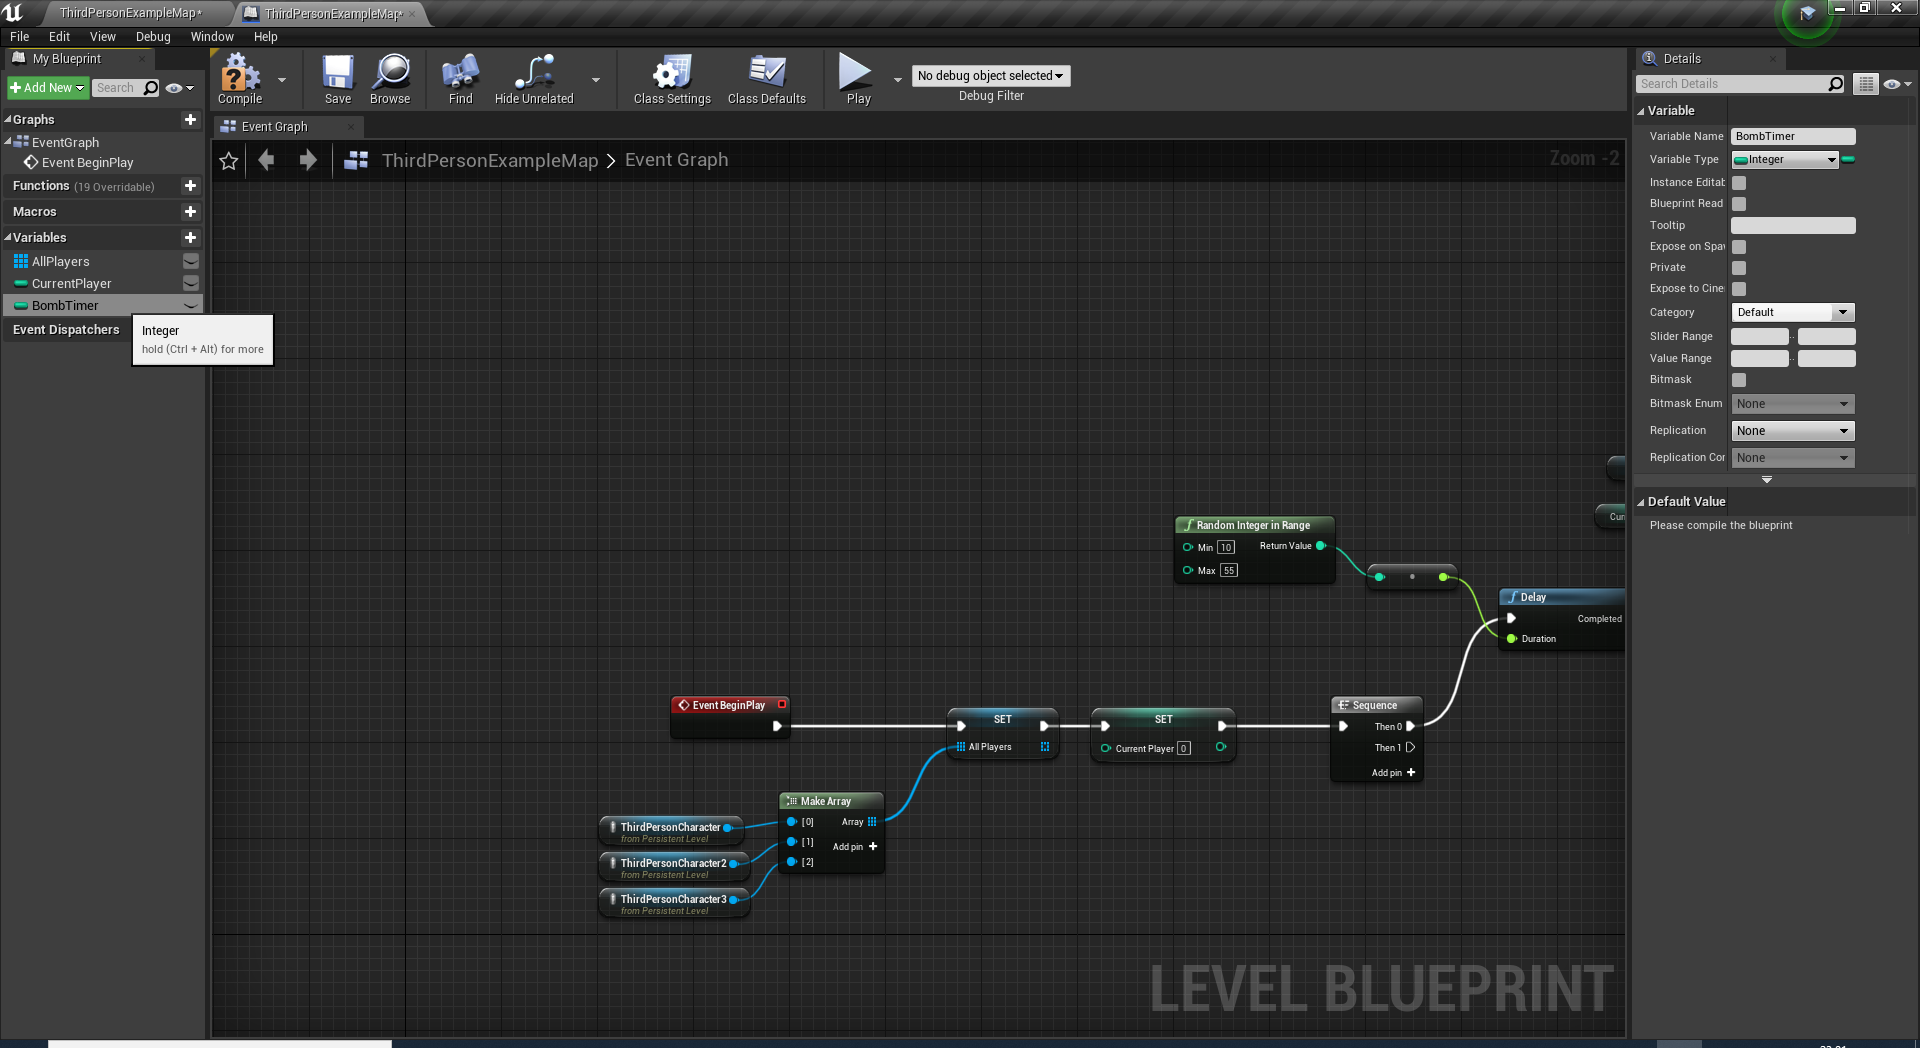 ThirdPersonExampleMap*
ThirdPersonExampleMap*
File Edit View Debug Window Help
My Blueprint
Add New
Search
Graphs
EventGraph
Event BeginPlay
Functions (19 Overridable)
Macros
Variables
AllPlayers
CurrentPlayer
BombTimer
Event Dispatchers
Integer
hold (Ctrl + Alt) for more
Compile
Save
Browse
Find
Hide Unrelated
Class Settings
Class Defaults
Play
No debug object selected
Debug Filter
Event Graph
ThirdPersonExampleMap > Event Graph
Zoom -2
Random Integer in Range
Min 10
Return Value
Max 55
Cur
Delay
Completed
Duration
Event BeginPlay
SET
All Players
SET
Current Player 0
Sequence
Then 0
Then 1
Add pin
Make Array
[0]
Array
[1]
Add pin
[2]
ThirdPersonCharacter
from Persistent Level
ThirdPersonCharacter2
from Persistent Level
ThirdPersonCharacter3
from Persistent Level
LEVEL BLUEPRINT
Details
Search Details
Variable
Variable Name BombTimer
Variable Type Integer
Instance Editab
Blueprint Read
Tooltip
Expose on Spaw
Private
Expose to Cine
Category Default
Slider Range
Value Range
Bitmask
Bitmask Enum None
Replication None
Replication Cor None
Default Value
Please compile the blueprint